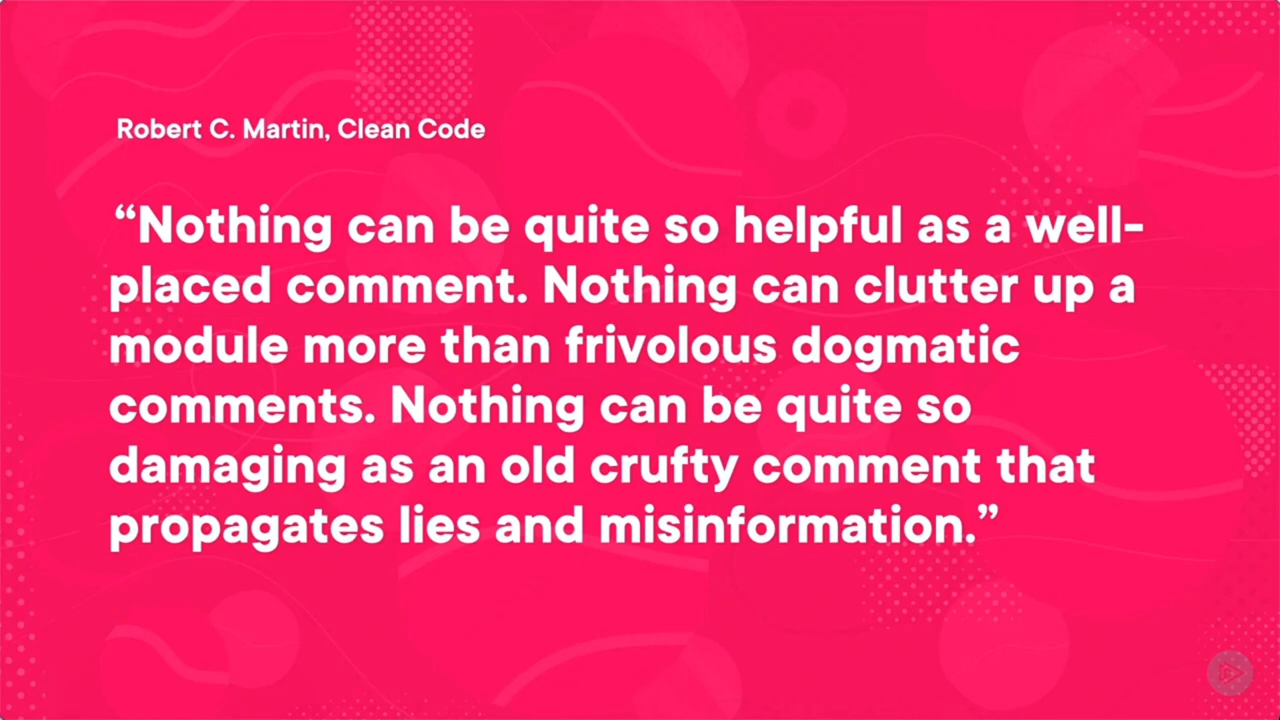 Robert C. Martin, Clean Code
“Nothing can be quite so helpful as a well-
placed comment. Nothing can clutter up a
module more than frivolous dogmatic
comments. Nothing can be quite so
damaging as an old crufty comment that
propagates lies and misinformation.”